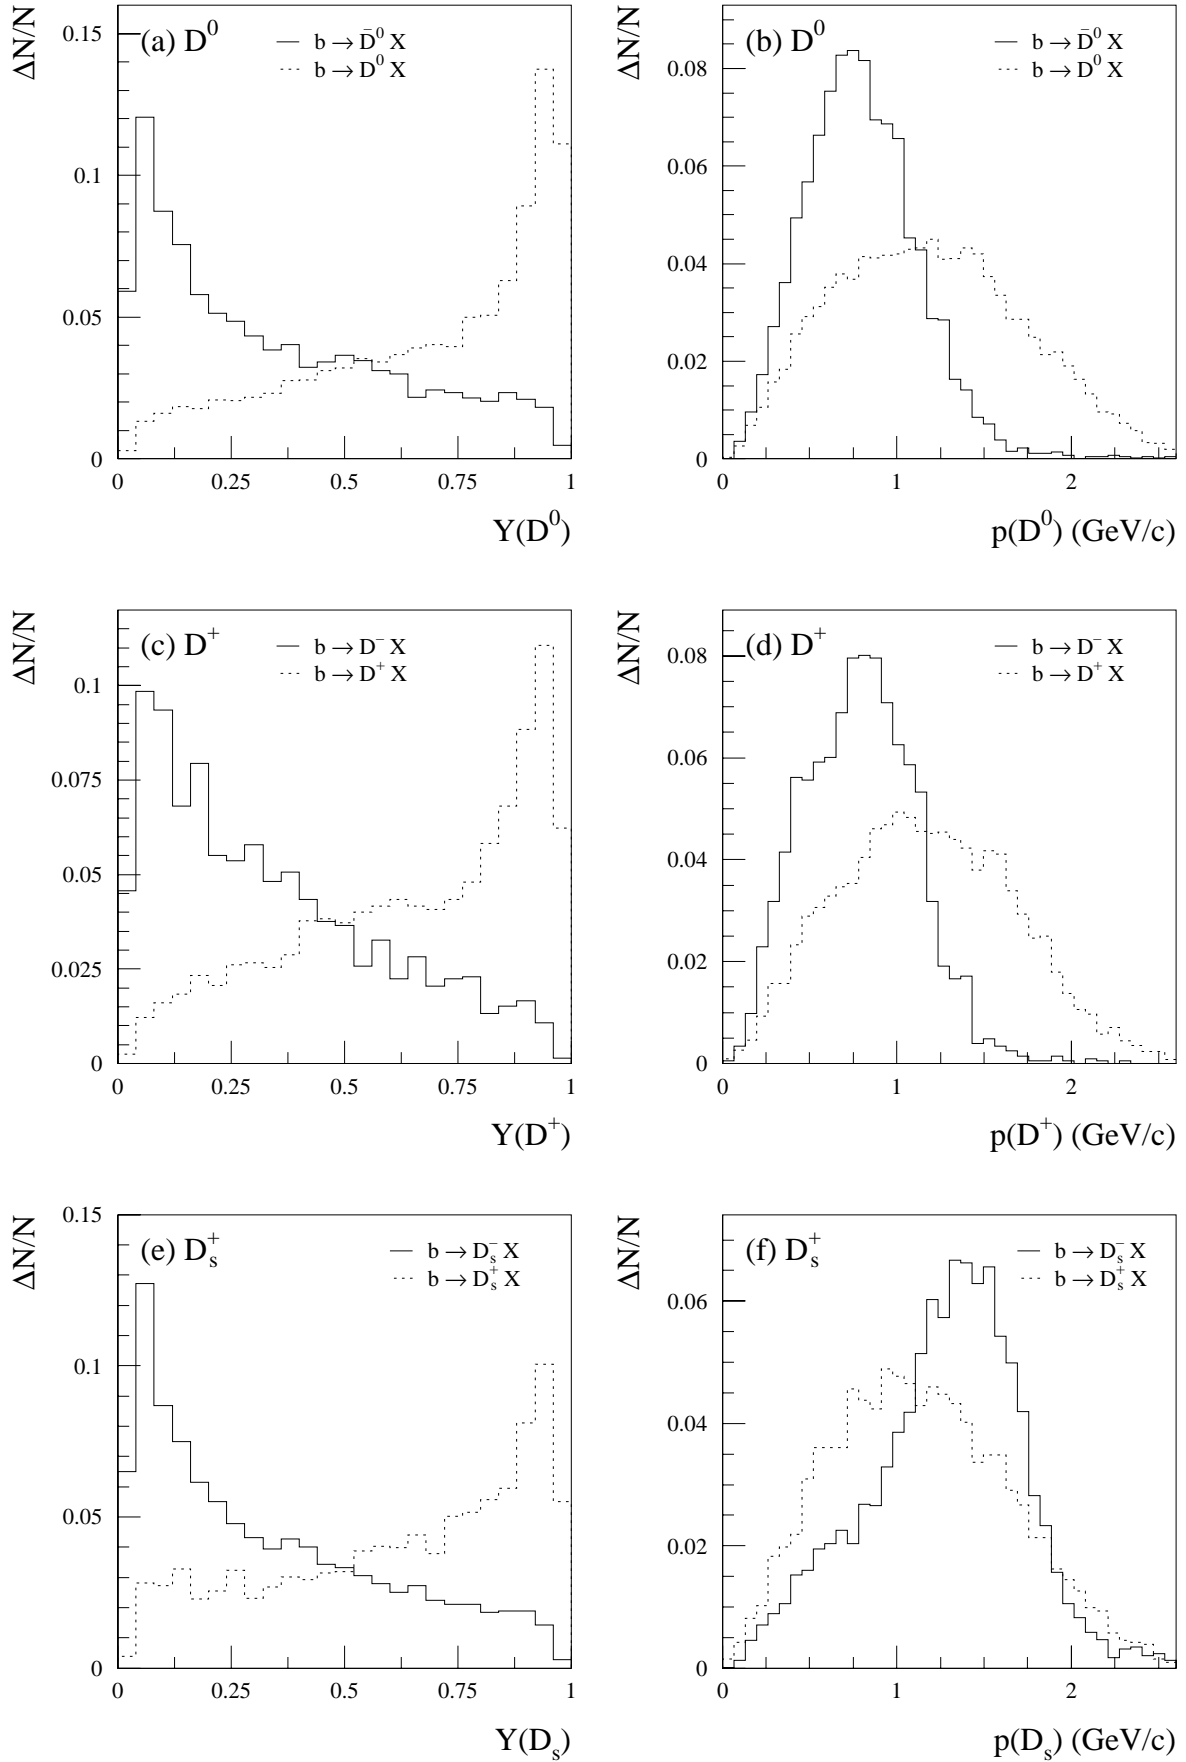 ΔN/N
(a) D⁰
b → D̄⁰ X
b → D⁰ X
0.15
0.1
0.05
0
0 0.25 0.5 0.75 1
Y(D⁰)
ΔN/N
(b) D⁰
b → D̄⁰ X
b → D⁰ X
0.08
0.06
0.04
0.02
0
0 1 2
p(D⁰) (GeV/c)
ΔN/N
(c) D⁺
b → D⁻ X
b → D⁺ X
0.1
0.075
0.05
0.025
0
0 0.25 0.5 0.75 1
Y(D⁺)
ΔN/N
(d) D⁺
b → D⁻ X
b → D⁺ X
0.08
0.06
0.04
0.02
0
0 1 2
p(D⁺) (GeV/c)
ΔN/N
(e) Dₛ⁺
b → Dₛ⁻ X
b → Dₛ⁺ X
0.15
0.1
0.05
0
0 0.25 0.5 0.75 1
Y(Dₛ)
ΔN/N
(f) Dₛ⁺
b → Dₛ⁻ X
b → Dₛ⁺ X
0.06
0.04
0.02
0
0 1 2
p(Dₛ) (GeV/c)